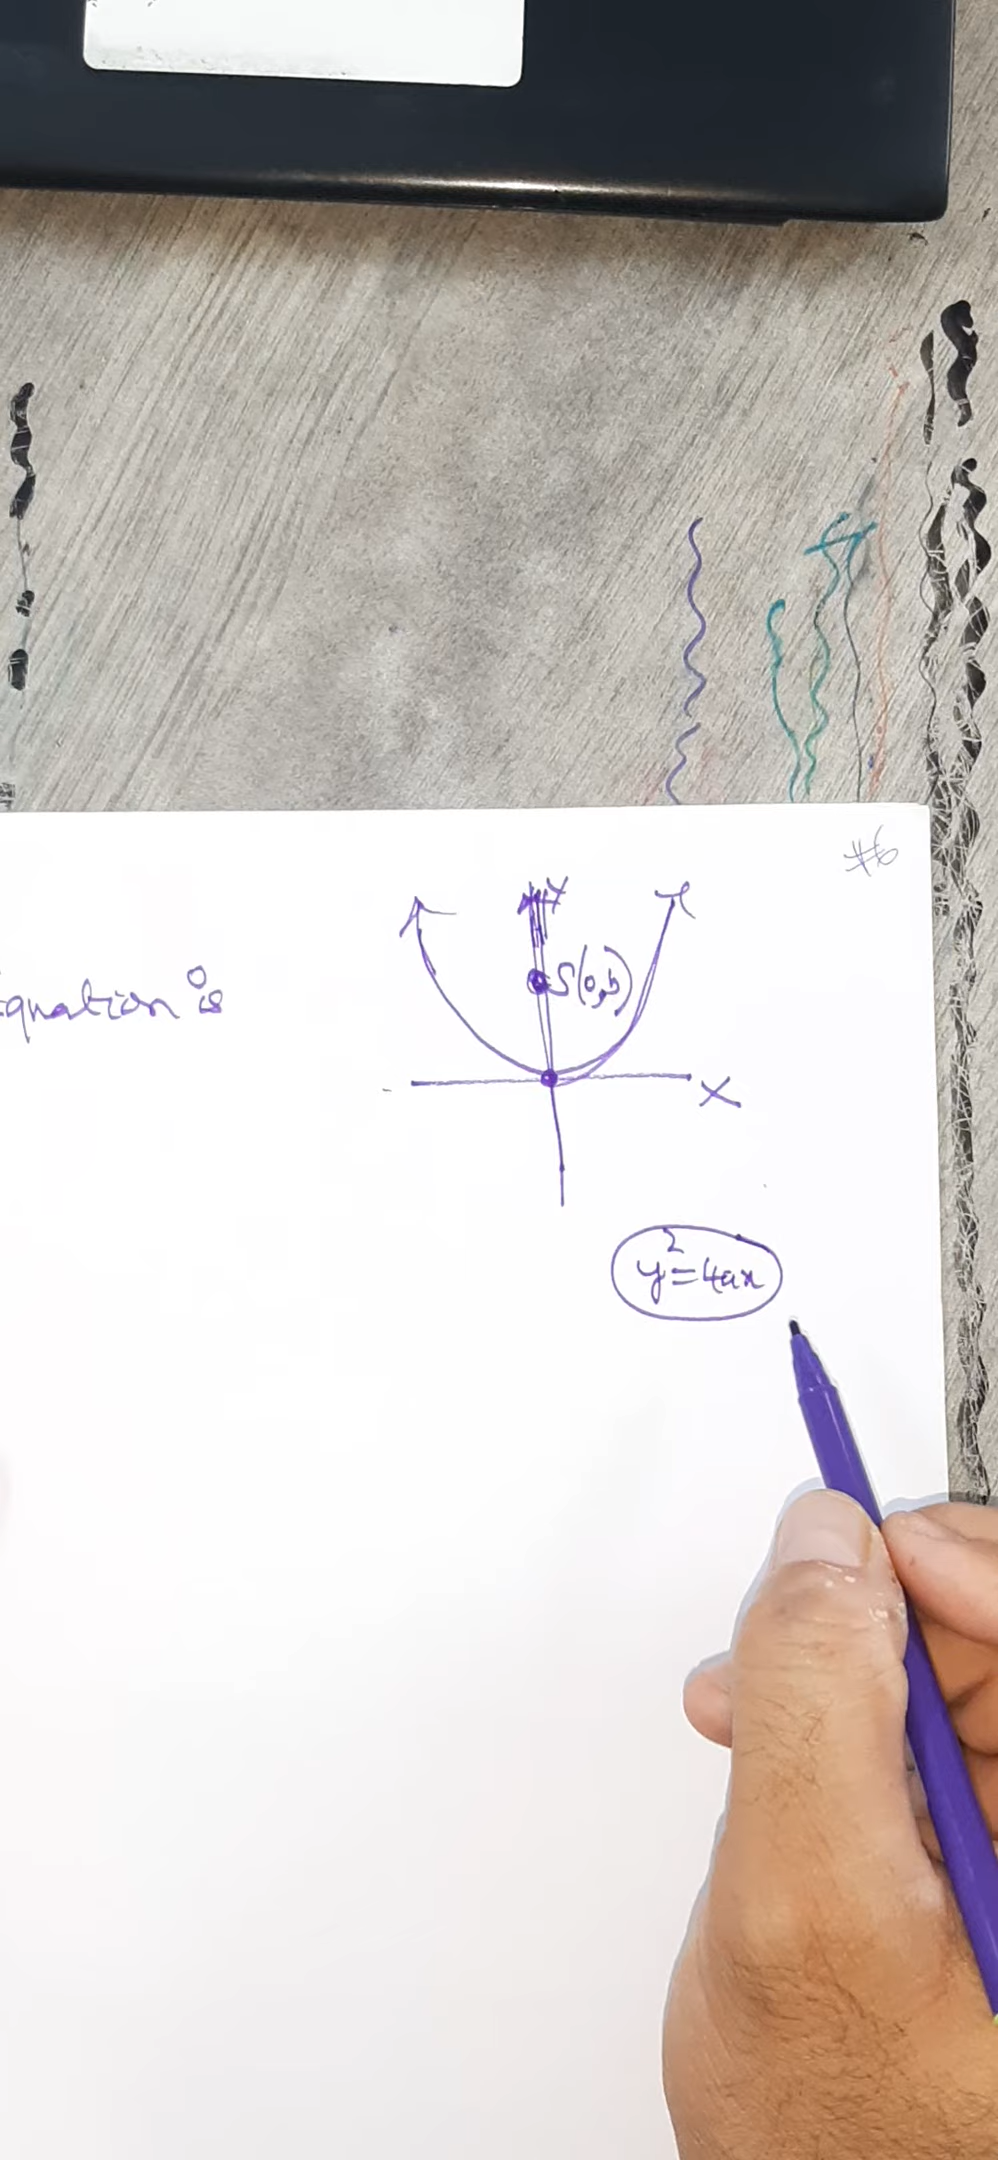 #6
Y
S(0,b)
Equation is
X
y²=4ax